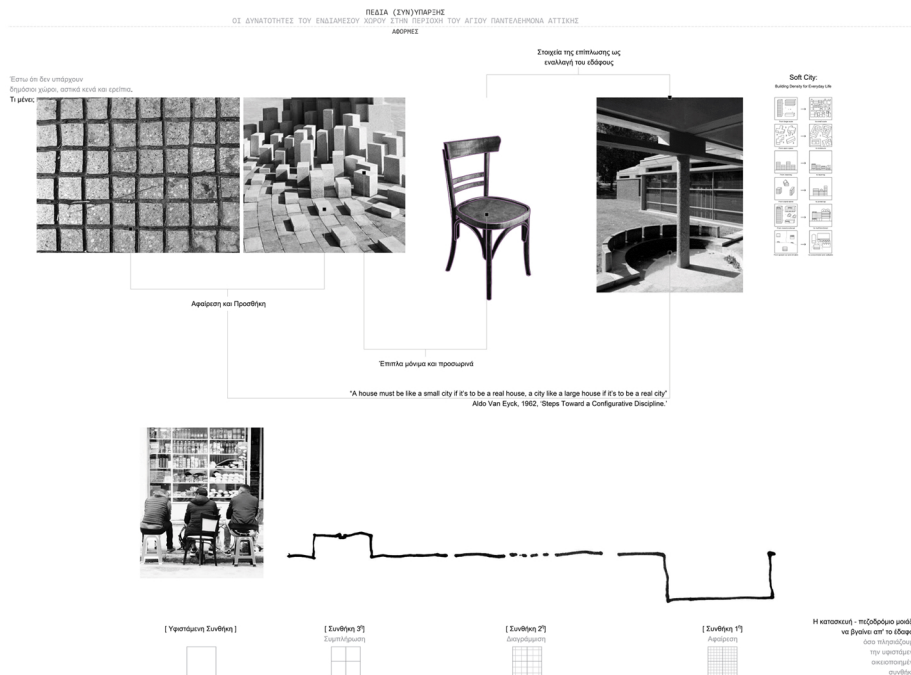 ΠΕΔΙΑ (ΣΥΝ)ΥΠΑΡΞΗΣ
ΟΙ ΔΥΝΑΤΟΤΗΤΕΣ ΤΟΥ ΕΝΔΙΑΜΕΣΟΥ ΧΩΡΟΥ ΣΤΗΝ ΠΕΡΙΟΧΗ ΤΟΥ ΑΓΙΟΥ ΠΑΝΤΕΛΕΗΜΟΝΑ ΑΤΤΙΚΗΣ
ΑΦΟΡΜΕΣ
Στοιχεία της επίπλωσης ως
εναλλαγή του εδάφους
Έστω ότι δεν υπάρχουν
δημόσιοι χώροι, αστικά κενά και ερείπια,
Τι μένει;
Soft City:
Building Density for Everyday Life
Αφαίρεση και Προσθήκη
Έπιπλα μόνιμα και προσωρινά
"A house must be like a small city if it's to be a real house, a city like a large house if it's to be a real city"
Aldo Van Eyck, 1962, 'Steps Toward a Configurative Discipline.'
[ Υφιστάμενη Συνθήκη ]
[ Συνθήκη 3η]
Συμπλήρωση
[ Συνθήκη 2η]
Διαγράμμιση
[ Συνθήκη 1η]
Αφαίρεση
Η κατασκευή - πεζοδρόμιο μοιάζ
να βγαίνει απ' το έδαφ
όσο πλησιάζου
την υφιστάμε
οικειοποιημέ
συνθήκ